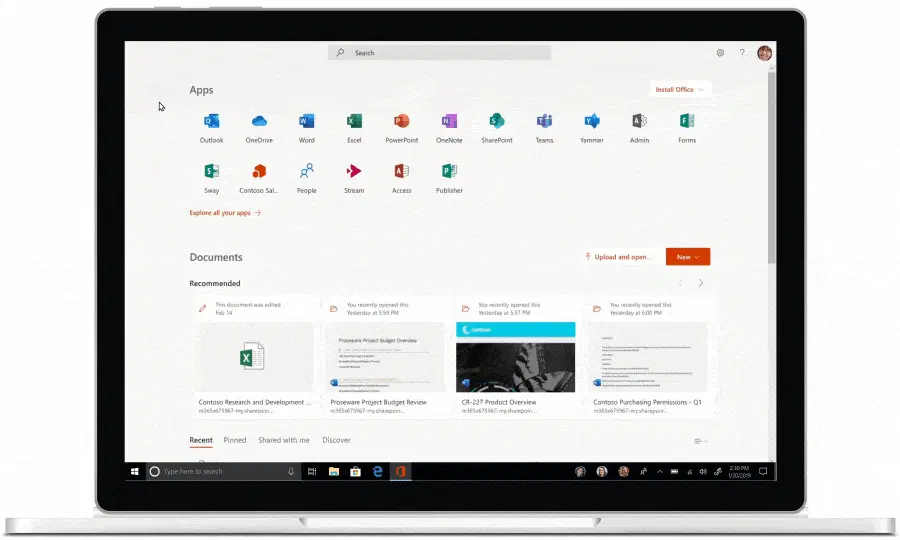 Search
?
Apps
Install Office
Outlook OneDrive Word Excel PowerPoint OneNote SharePoint Teams Yammer Admin Forms
Sway Contoso Sal... People Stream Access Publisher
Explore all your apps
Documents
Upload and open...
New
Recommended
This document was edited
Feb 14
You recently opened this
Yesterday at 5:59 PM
You recently opened this
Yesterday at 5:57 PM
You recently opened this
Yesterday at 6:00 PM
contoso
Proseware Project Budget Overview
Contoso Research and Development ...
m365x675967-my.sharepoin...
Proseware Project Budget Review
m365x675967-my.sharepoin...
CR-227 Product Overview
m365x675967-my.sharepoin...
Contoso Purchasing Permissions - Q1
m365x675967-my.sharepoin...
Recent Pinned Shared with me Discover
Type here to search
2:30 PM
1/20/2019